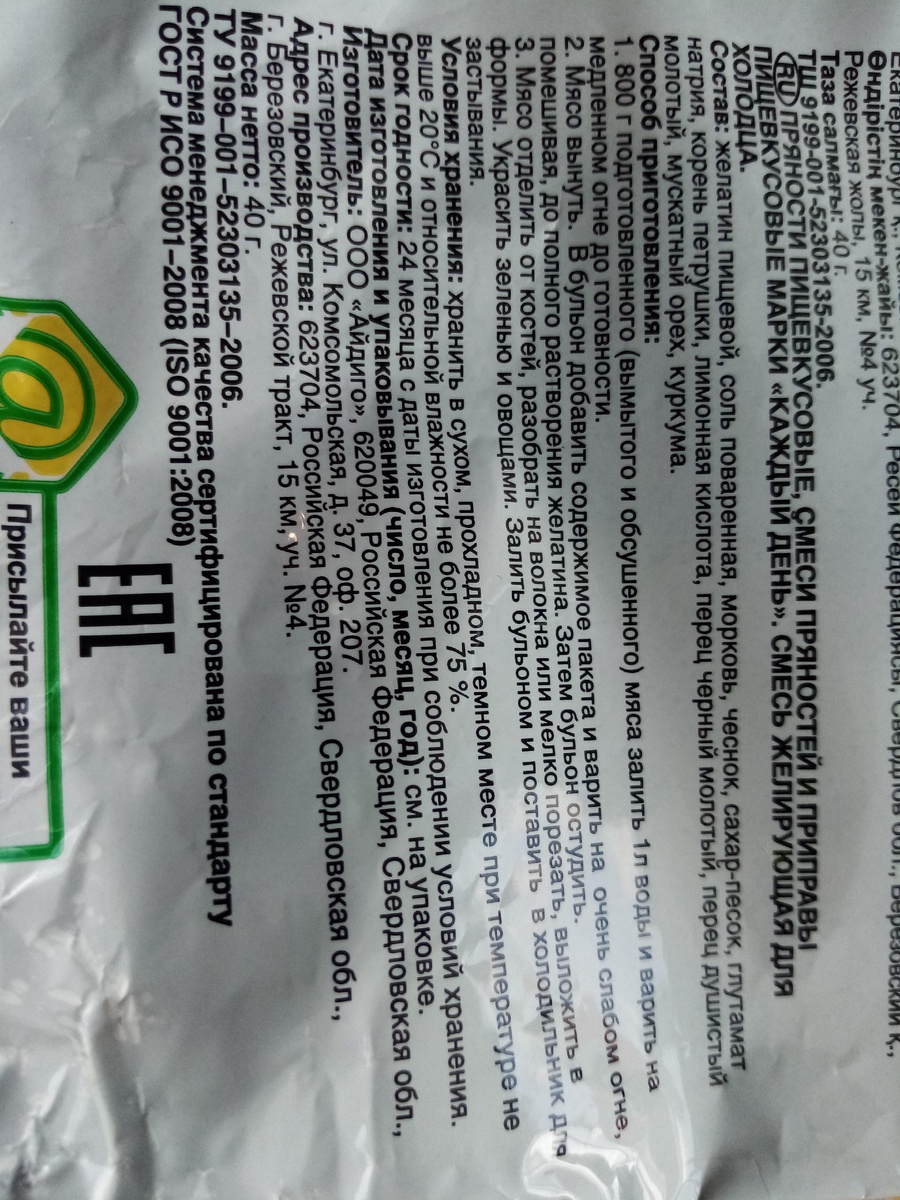 Өндірістің мекен-жайы: 623704, Ресей Федерациясы, Свердлов обл., Березовский қ.,
Режевская жолы, 15 км, №4 уч.
Таза салмағы: 40 г.
ТШ 9199-001-52303135-2006.
RU ПРЯНОСТИ ПИЩЕВКУСОВЫЕ, СМЕСИ ПРЯНОСТЕЙ И ПРИПРАВЫ
ПИЩЕВКУСОВЫЕ МАРКИ «КАЖДЫЙ ДЕНЬ». СМЕСЬ ЖЕЛИРУЮЩАЯ ДЛЯ
ХОЛОДЦА.
Состав: желатин пищевой, соль поваренная, морковь, чеснок, сахар-песок, глутамат
натрия, корень петрушки, лимонная кислота, перец черный молотый, перец душистый
молотый, мускатный орех, куркума.
Способ приготовления:
1. 800 г подготовленного (вымытого и обсушенного) мяса залить 1л воды и варить на
медленном огне до готовности.
2. Мясо вынуть. В бульон добавить содержимое пакета и варить на очень слабом огне,
помешивая, до полного растворения желатина. Затем бульон остудить.
3. Мясо отделить от костей, разобрать на волокна или мелко порезать, выложить в
формы. Украсить зеленью и овощами. Залить бульоном и поставить в холодильник для
застывания.
Условия хранения: хранить в сухом, прохладном, темном месте при температуре не
выше 20°С и относительной влажности не более 75 %.
Срок годности: 24 месяца с даты изготовления при соблюдении условий хранения.
Дата изготовления и упаковывания (число, месяц, год): см. на упаковке.
Изготовитель: ООО «Айдиго», 620049, Российская Федерация, Свердловская обл.,
г. Екатеринбург, ул. Комсомольская, д. 37, оф. 207.
Адрес производства: 623704, Российская Федерация, Свердловская обл.,
г. Березовский, Режевской тракт, 15 км, уч. №4.
Масса нетто: 40 г.
ТУ 9199–001–52303135–2006.
Система менеджмента качества сертифицирована по стандарту
ГОСТ Р ИСО 9001–2008 (ISO 9001:2008)
EAC
@
Присылайте ваши